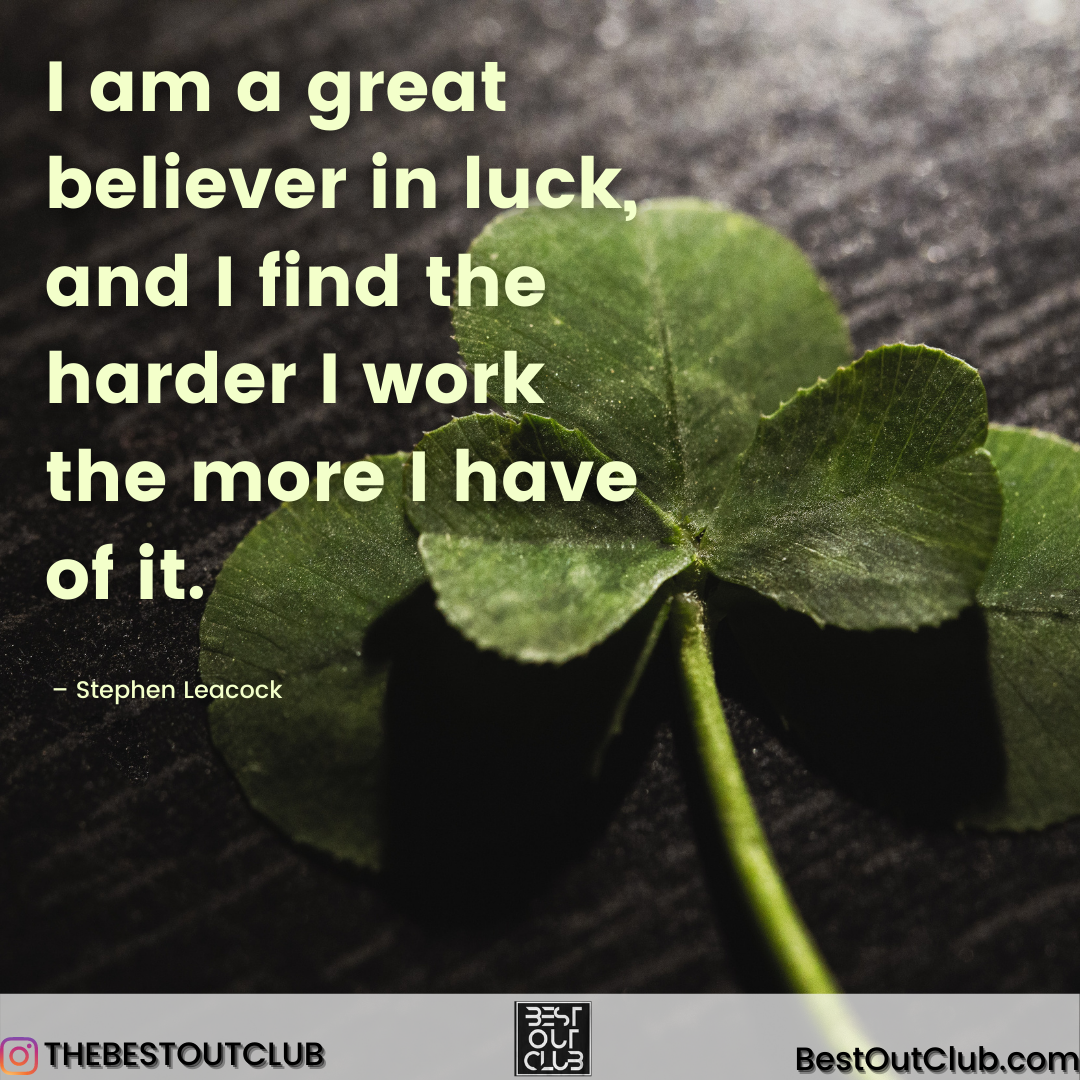 I am a great
believer in luck,
and I find the
harder I work
the more I have
of it.
– Stephen Leacock
THEBESTOUTCLUB
BEST
OUT
CLUB
BestOutClub.com